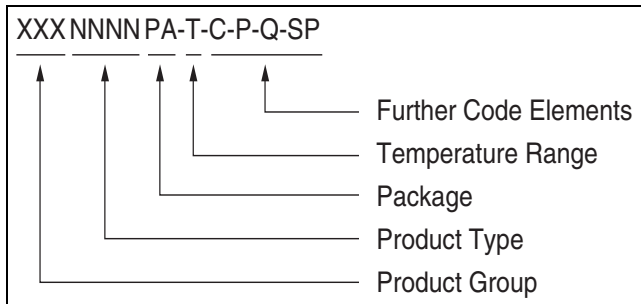 XXX NNNN PA-T-C-P-Q-SP
Further Code Elements
Temperature Range
Package
Product Type
Product Group